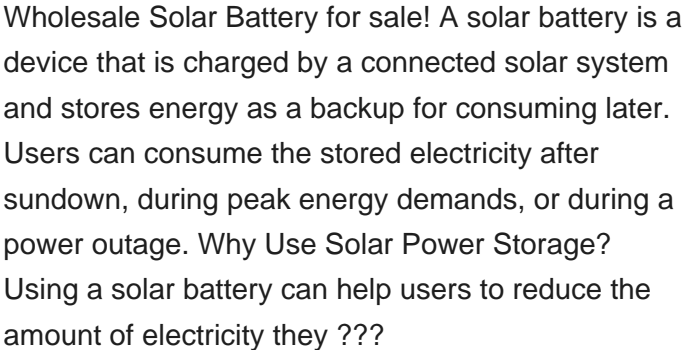 Wholesale Solar Battery for sale! A solar battery is a
device that is charged by a connected solar system
and stores energy as a backup for consuming later.
Users can consume the stored electricity after
sundown, during peak energy demands, or during a
power outage. Why Use Solar Power Storage?
Using a solar battery can help users to reduce the
amount of electricity they ???